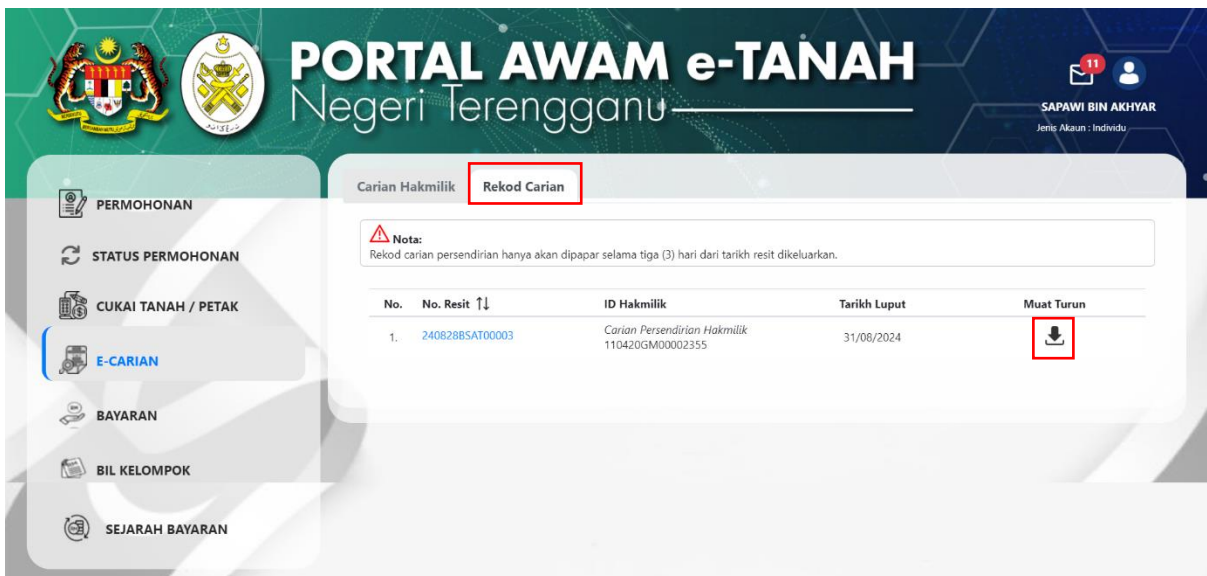 PORTAL AWAM e-TANAH
Negeri Terengganu
11
SAPAWI BIN AKHYAR
Jenis Akaun : Individu
PERMOHONAN
STATUS PERMOHONAN
CUKAI TANAH / PETAK
E-CARIAN
BAYARAN
BIL KELOMPOK
SEJARAH BAYARAN
Carian Hakmilik Rekod Carian
Nota:
Rekod carian persendirian hanya akan dipapar selama tiga (3) hari dari tarikh resit dikeluarkan.
No. No. Resit ↑↓ ID Hakmilik Tarikh Luput Muat Turun
1. 240828BSAT00003 Carian Persendirian Hakmilik 31/08/2024
110420GM00002355